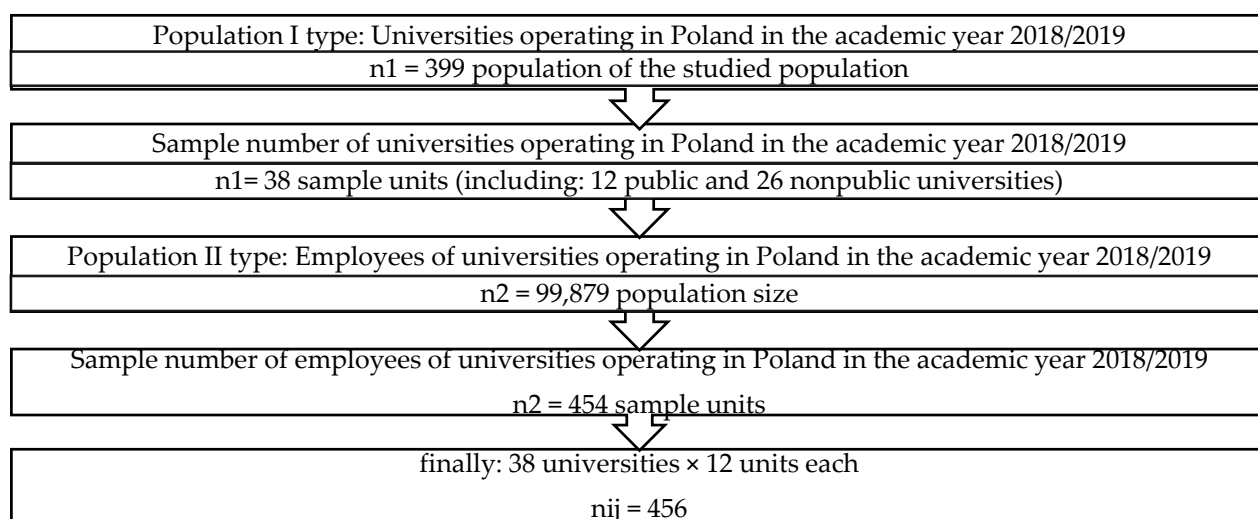 Population I type: Universities operating in Poland in the academic year 2018/2019
n1 = 399 population of the studied population
Sample number of universities operating in Poland in the academic year 2018/2019
n1= 38 sample units (including: 12 public and 26 nonpublic universities)
Population II type: Employees of universities operating in Poland in the academic year 2018/2019
n2 = 99,879 population size
Sample number of employees of universities operating in Poland in the academic year 2018/2019
n2 = 454 sample units
finally: 38 universities × 12 units each
nij = 456